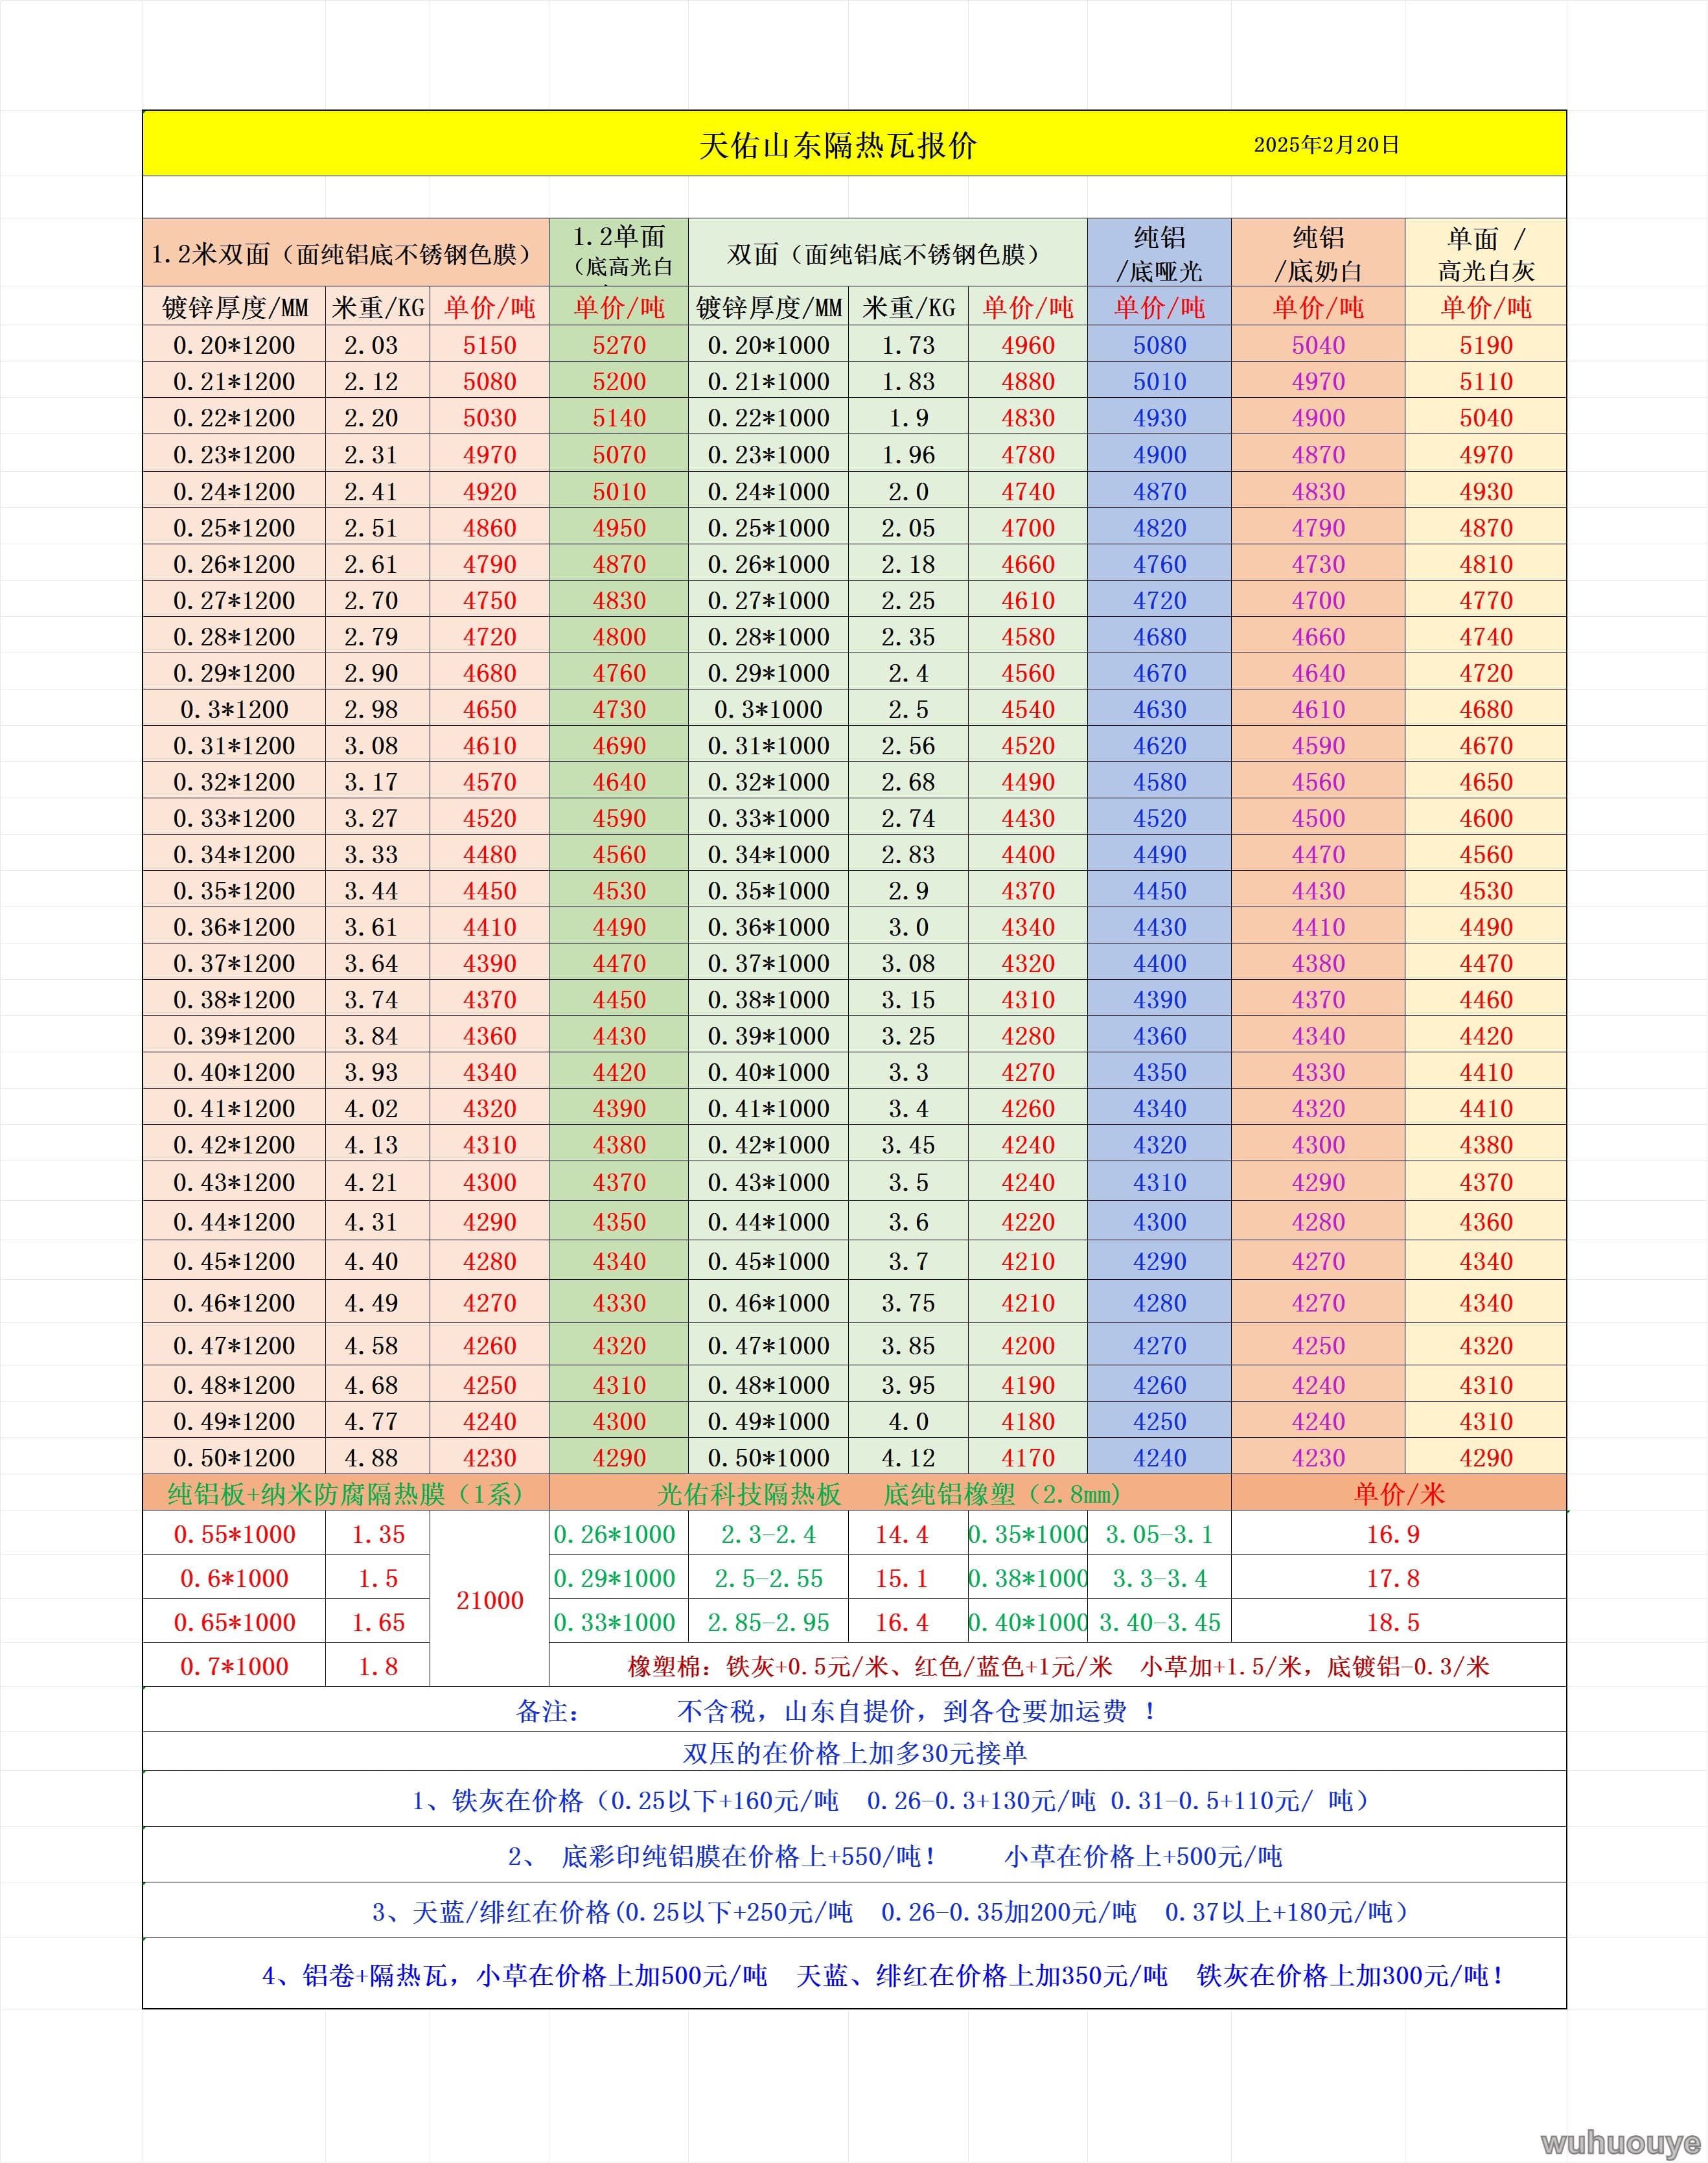 天佑山东隔热瓦报价 2025年2月20日
1.2米双面（面纯铝底不锈钢色膜） 1.2单面（底高光白 双面（面纯铝底不锈钢色膜） 纯铝/底哑光 纯铝/底奶白 单面 /高光白灰
镀锌厚度/MM 米重/KG 单价/吨 单价/吨 镀锌厚度/MM 米重/KG 单价/吨 单价/吨 单价/吨 单价/吨
0.20*1200 2.03 5150 5270 0.20*1000 1.73 4960 5080 5040 5190
0.21*1200 2.12 5080 5200 0.21*1000 1.83 4880 5010 4970 5110
0.22*1200 2.20 5030 5140 0.22*1000 1.9 4830 4930 4900 5040
0.23*1200 2.31 4970 5070 0.23*1000 1.96 4780 4900 4870 4970
0.24*1200 2.41 4920 5010 0.24*1000 2.0 4740 4870 4830 4930
0.25*1200 2.51 4860 4950 0.25*1000 2.05 4700 4820 4790 4870
0.26*1200 2.61 4790 4870 0.26*1000 2.18 4660 4760 4730 4810
0.27*1200 2.70 4750 4830 0.27*1000 2.25 4610 4720 4700 4770
0.28*1200 2.79 4720 4800 0.28*1000 2.35 4580 4680 4660 4740
0.29*1200 2.90 4680 4760 0.29*1000 2.4 4560 4670 4640 4720
0.3*1200 2.98 4650 4730 0.3*1000 2.5 4540 4630 4610 4680
0.31*1200 3.08 4610 4690 0.31*1000 2.56 4520 4620 4590 4670
0.32*1200 3.17 4570 4640 0.32*1000 2.68 4490 4580 4560 4650
0.33*1200 3.27 4520 4590 0.33*1000 2.74 4430 4520 4500 4600
0.34*1200 3.33 4480 4560 0.34*1000 2.83 4400 4490 4470 4560
0.35*1200 3.44 4450 4530 0.35*1000 2.9 4370 4450 4430 4530
0.36*1200 3.61 4410 4490 0.36*1000 3.0 4340 4430 4410 4490
0.37*1200 3.64 4390 4470 0.37*1000 3.08 4320 4400 4380 4470
0.38*1200 3.74 4370 4450 0.38*1000 3.15 4310 4390 4370 4460
0.39*1200 3.84 4360 4430 0.39*1000 3.25 4280 4360 4340 4420
0.40*1200 3.93 4340 4420 0.40*1000 3.3 4270 4350 4330 4410
0.41*1200 4.02 4320 4390 0.41*1000 3.4 4260 4340 4320 4410
0.42*1200 4.13 4310 4380 0.42*1000 3.45 4240 4320 4300 4380
0.43*1200 4.21 4300 4370 0.43*1000 3.5 4240 4310 4290 4370
0.44*1200 4.31 4290 4350 0.44*1000 3.6 4220 4300 4280 4360
0.45*1200 4.40 4280 4340 0.45*1000 3.7 4210 4290 4270 4340
0.46*1200 4.49 4270 4330 0.46*1000 3.75 4210 4280 4270 4340
0.47*1200 4.58 4260 4320 0.47*1000 3.85 4200 4270 4250 4320
0.48*1200 4.68 4250 4310 0.48*1000 3.95 4190 4260 4240 4310
0.49*1200 4.77 4240 4300 0.49*1000 4.0 4180 4250 4240 4310
0.50*1200 4.88 4230 4290 0.50*1000 4.12 4170 4240 4230 4290
纯铝板+纳米防腐隔热膜（1系） 光佑科技隔热板 底纯铝橡塑（2.8mm） 单价/米
0.55*1000 1.35 21000 0.26*1000 2.3-2.4 14.4 0.35*1000 3.05-3.1 16.9
0.6*1000 1.5 0.29*1000 2.5-2.55 15.1 0.38*1000 3.3-3.4 17.8
0.65*1000 1.65 0.33*1000 2.85-2.95 16.4 0.40*1000 3.40-3.45 18.5
0.7*1000 1.8 橡塑棉：铁灰+0.5元/米、红色/蓝色+1元/米 小草加+1.5/米，底镀铝-0.3/米
备注： 不含税，山东自提价，到各仓要加运费 ！
双压的在价格上加多30元接单
1、铁灰在价格（0.25以下+160元/吨 0.26-0.3+130元/吨 0.31-0.5+110元/ 吨）
2、 底彩印纯铝膜在价格上+550/吨！ 小草在价格上+500元/吨
3、天蓝/绯红在价格(0.25以下+250元/吨 0.26-0.35加200元/吨 0.37以上+180元/吨）
4、铝卷+隔热瓦，小草在价格上加500元/吨 天蓝、绯红在价格上加350元/吨 铁灰在价格上加300元/吨！
wuhuouye